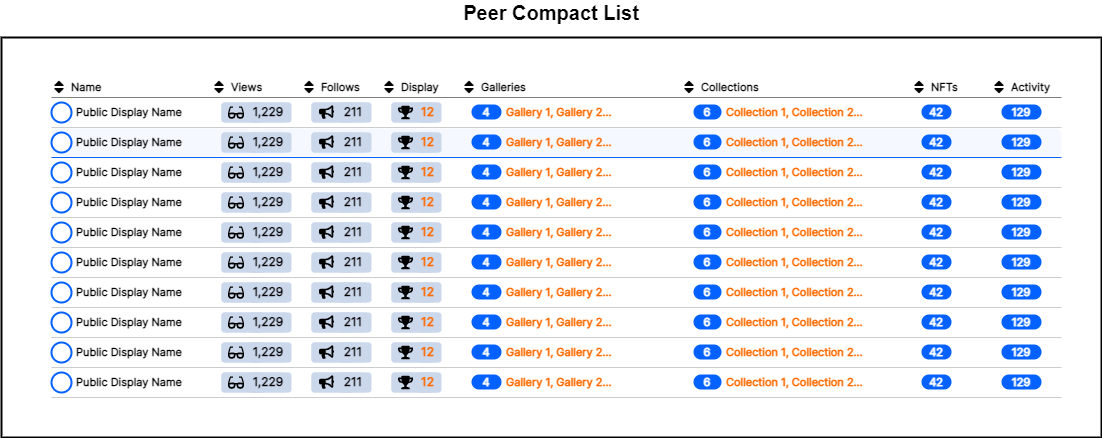 Peer Compact List
Name Views Follows Display Galleries Collections NFTs Activity
Public Display Name 1,229 211 12 4 Gallery 1, Gallery 2... 6 Collection 1, Collection 2... 42 129
Public Display Name 1,229 211 12 4 Gallery 1, Gallery 2... 6 Collection 1, Collection 2... 42 129
Public Display Name 1,229 211 12 4 Gallery 1, Gallery 2... 6 Collection 1, Collection 2... 42 129
Public Display Name 1,229 211 12 4 Gallery 1, Gallery 2... 6 Collection 1, Collection 2... 42 129
Public Display Name 1,229 211 12 4 Gallery 1, Gallery 2... 6 Collection 1, Collection 2... 42 129
Public Display Name 1,229 211 12 4 Gallery 1, Gallery 2... 6 Collection 1, Collection 2... 42 129
Public Display Name 1,229 211 12 4 Gallery 1, Gallery 2... 6 Collection 1, Collection 2... 42 129
Public Display Name 1,229 211 12 4 Gallery 1, Gallery 2... 6 Collection 1, Collection 2... 42 129
Public Display Name 1,229 211 12 4 Gallery 1, Gallery 2... 6 Collection 1, Collection 2... 42 129
Public Display Name 1,229 211 12 4 Gallery 1, Gallery 2... 6 Collection 1, Collection 2... 42 129